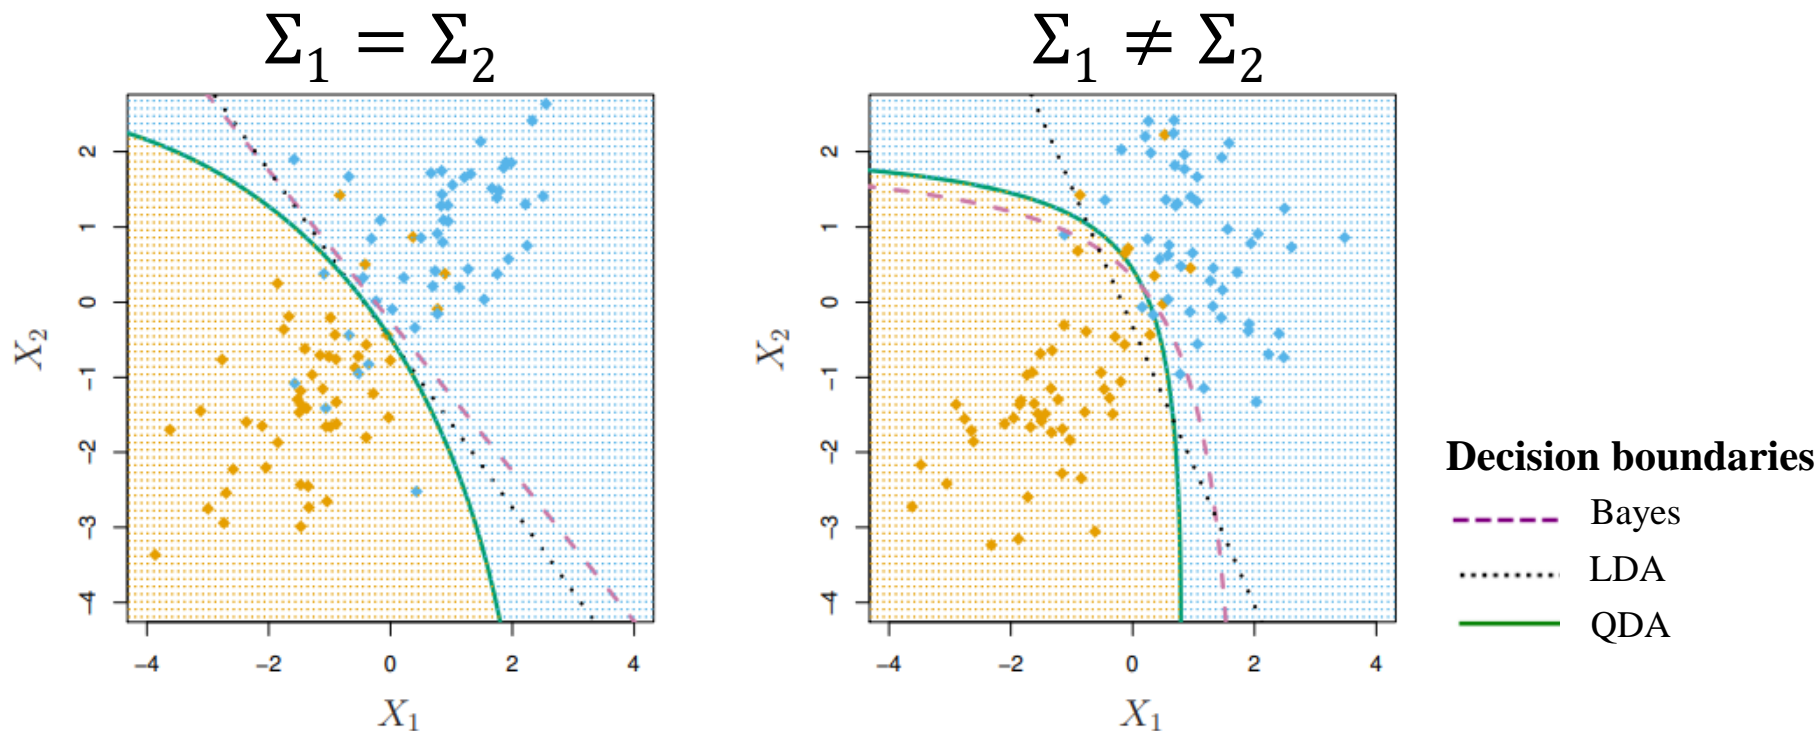 Σ₁ = Σ₂
2
1
0
−1
−2
−3
−4
X₂
−4 −2 0 2 4
X₁
Σ₁ ≠ Σ₂
2
1
0
−1
−2
−3
−4
X₂
−4 −2 0 2 4
X₁
Decision boundaries
Bayes
LDA
QDA